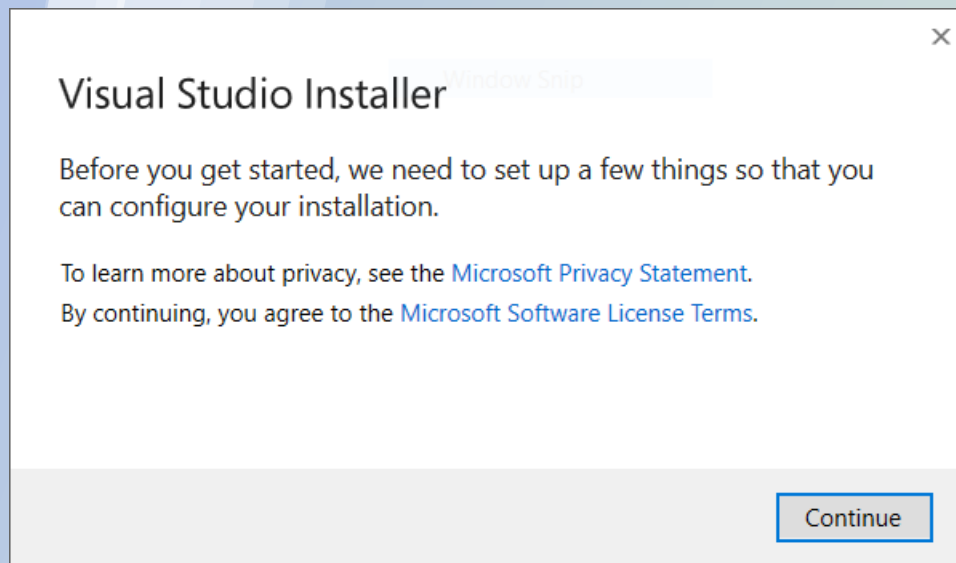 Window Snip
Visual Studio Installer
Before you get started, we need to set up a few things so that you
can configure your installation.
To learn more about privacy, see the Microsoft Privacy Statement.
By continuing, you agree to the Microsoft Software License Terms.
Continue